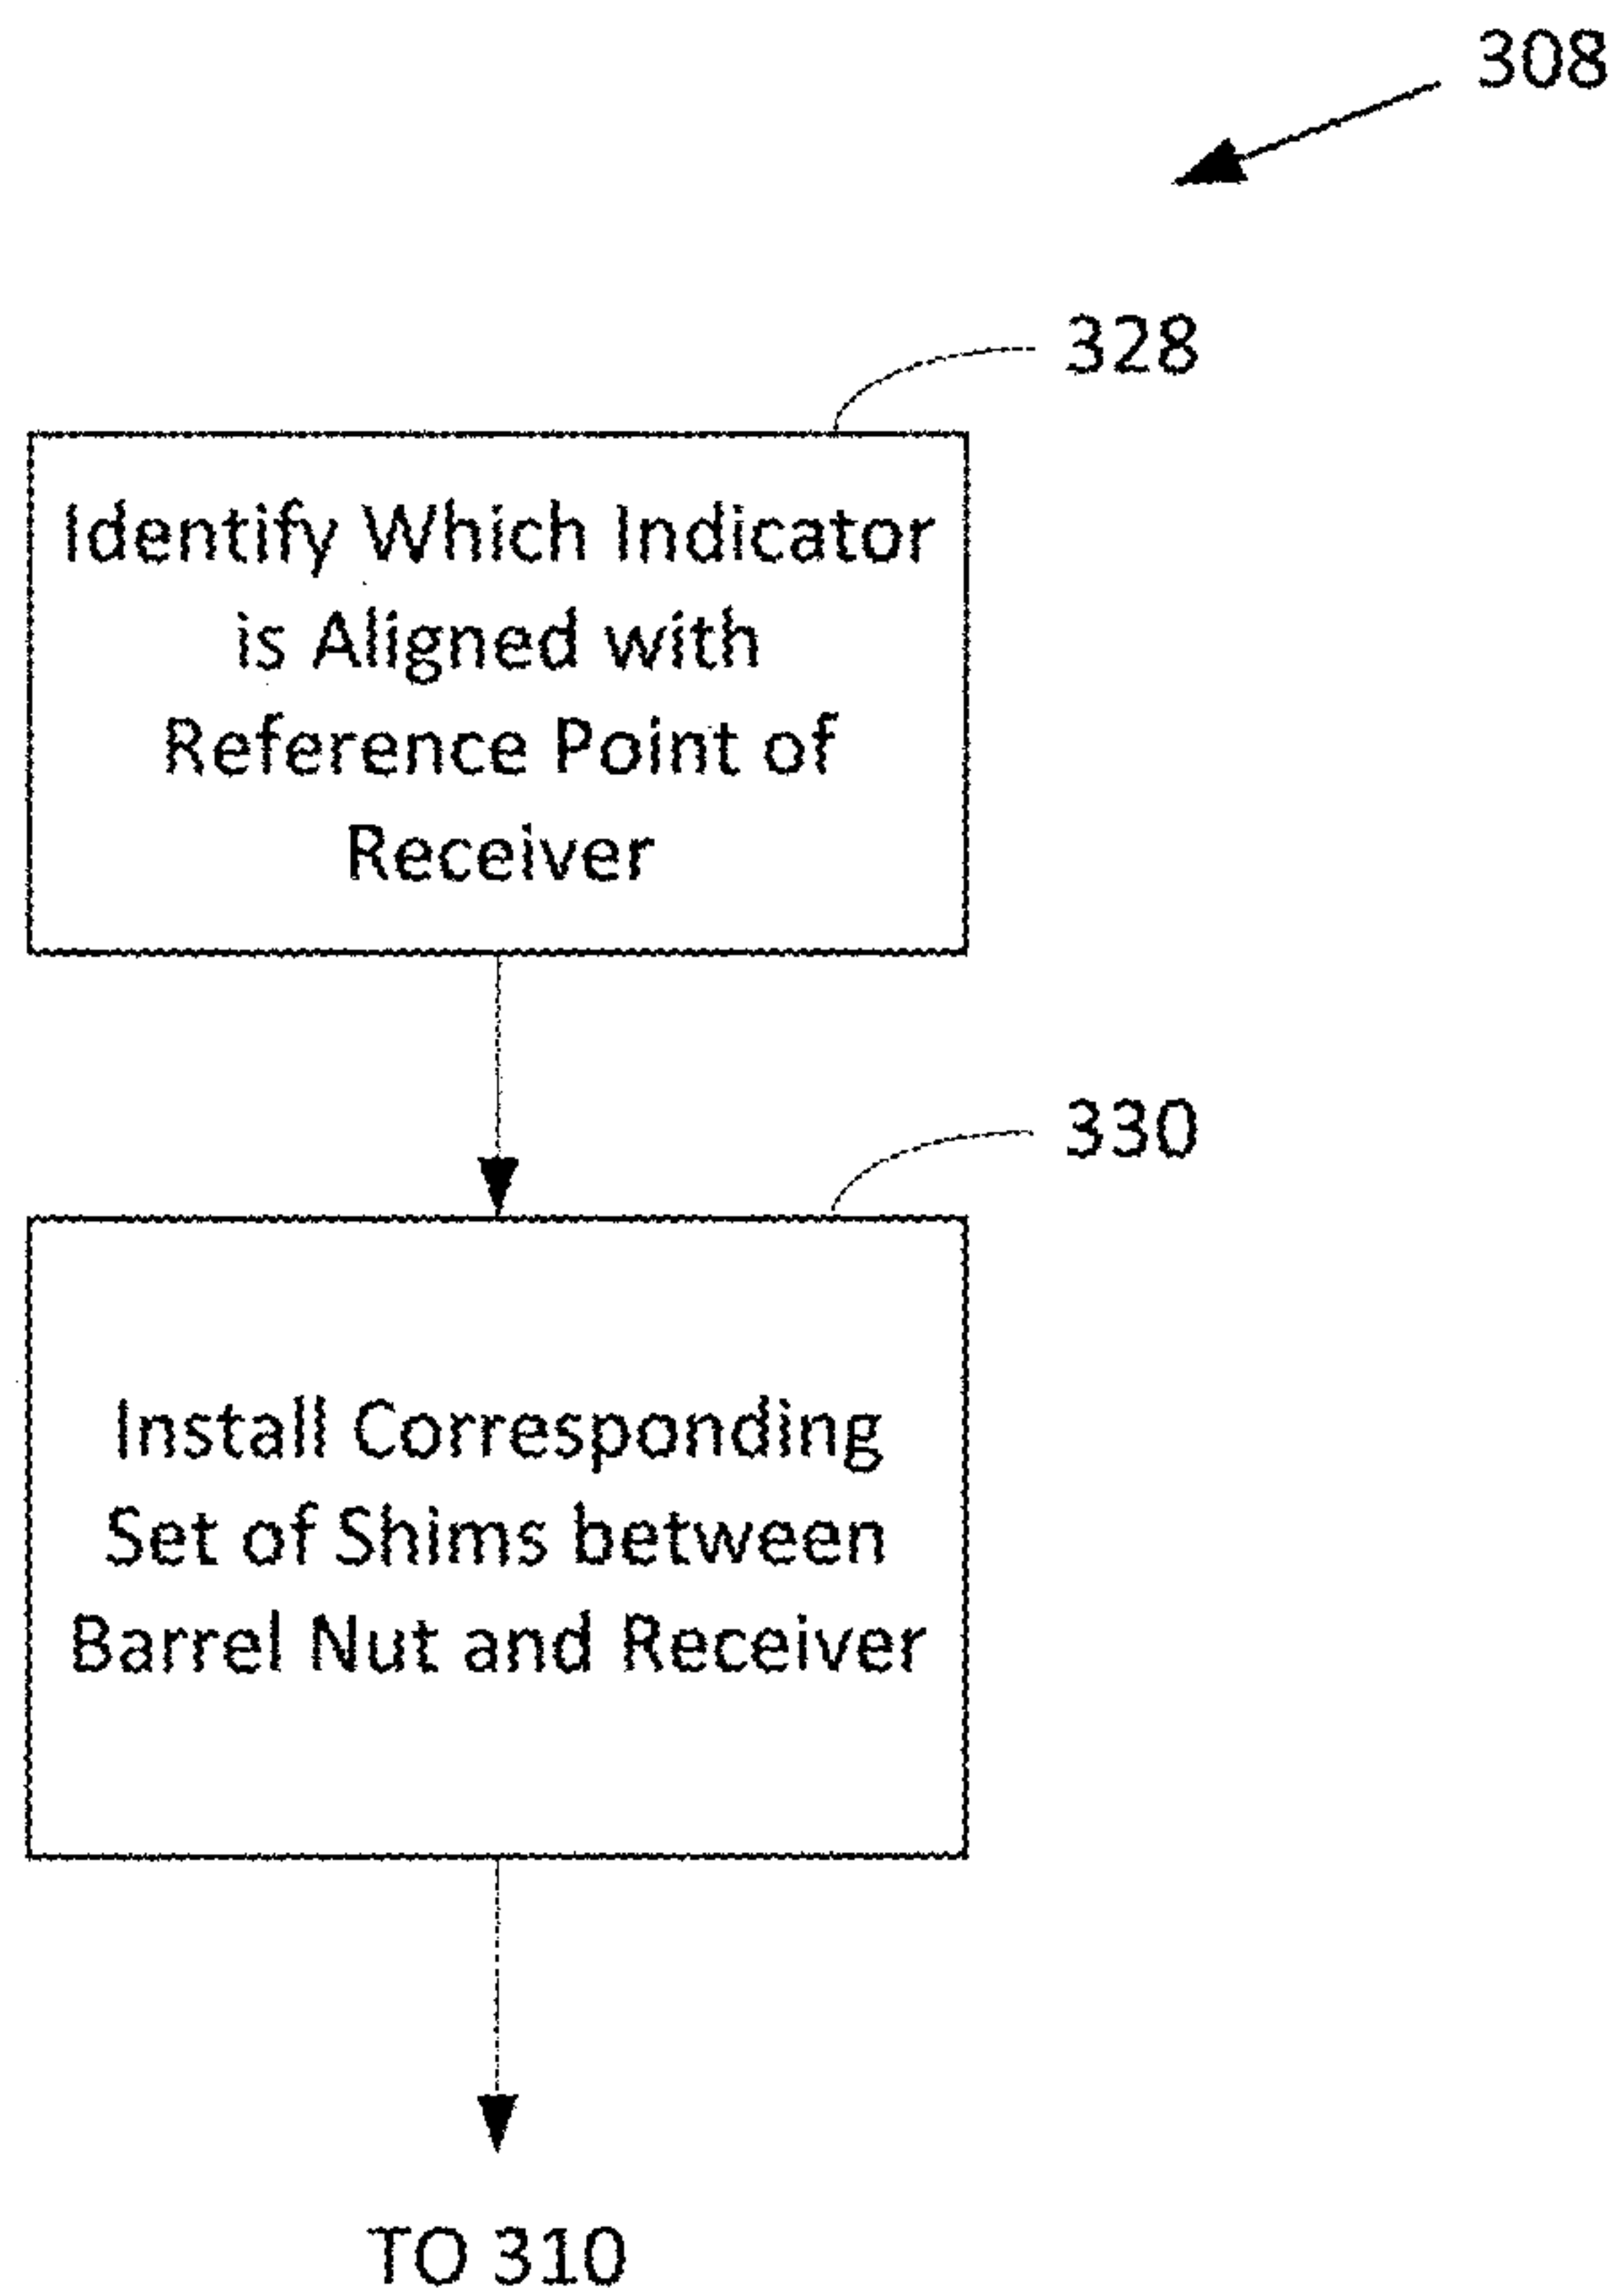 308
328
Identify Which Indicator
is Aligned with
Reference Point of
Receiver
330
Install Corresponding
Set of Shims between
Barrel Nut and Receiver
TO 310